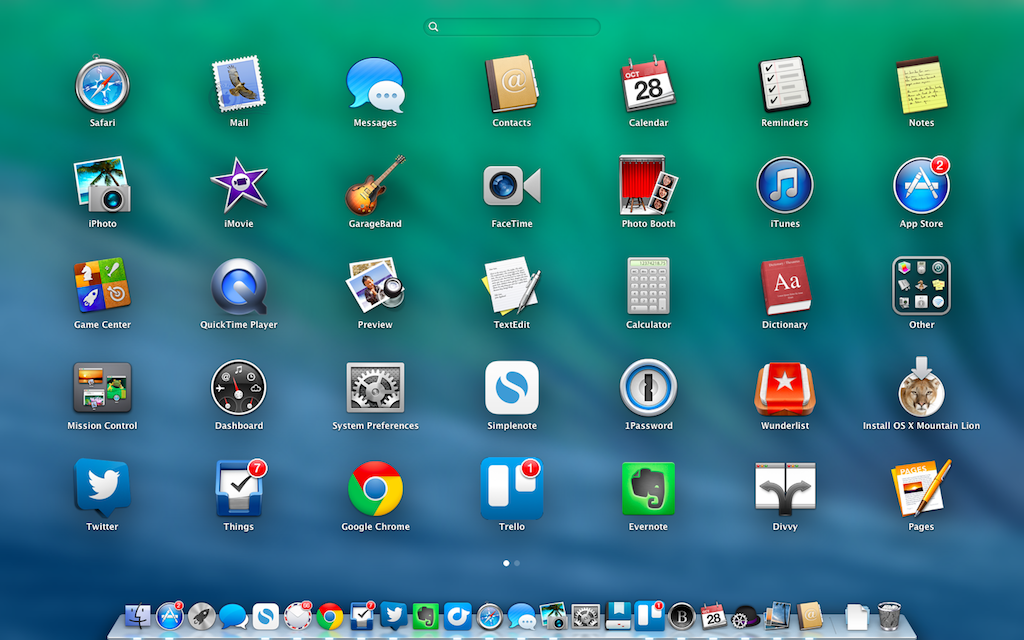 Safari
Mail
Messages
Contacts
OCT
28
Calendar
Reminders
Notes
iPhoto
iMovie
GarageBand
FaceTime
Photo Booth
iTunes
2
App Store
Game Center
QuickTime Player
Preview
TextEdit
Calculator
Aa
Dictionary
Other
Mission Control
Dashboard
System Preferences
Simplenote
1Password
Wunderlist
Install OS X Mountain Lion
Twitter
7
Things
Google Chrome
1
Trello
Evernote
Divvy
PAGES
Pages
2
7
1
B
OCT
28